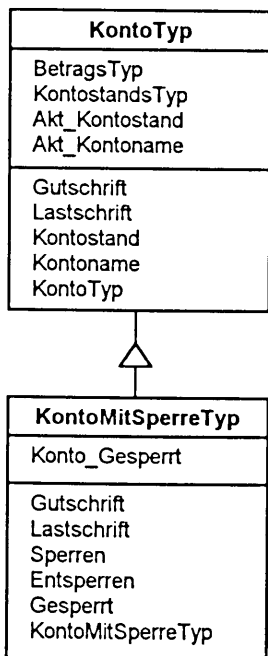 KontoTyp
BetragsTyp
KontostandsTyp
Akt_Kontostand
Akt_Kontoname
Gutschrift
Lastschrift
Kontostand
Kontoname
KontoTyp
KontoMitSperreTyp
Konto_Gesperrt
Gutschrift
Lastschrift
Sperren
Entsperren
Gesperrt
KontoMitSperreTyp